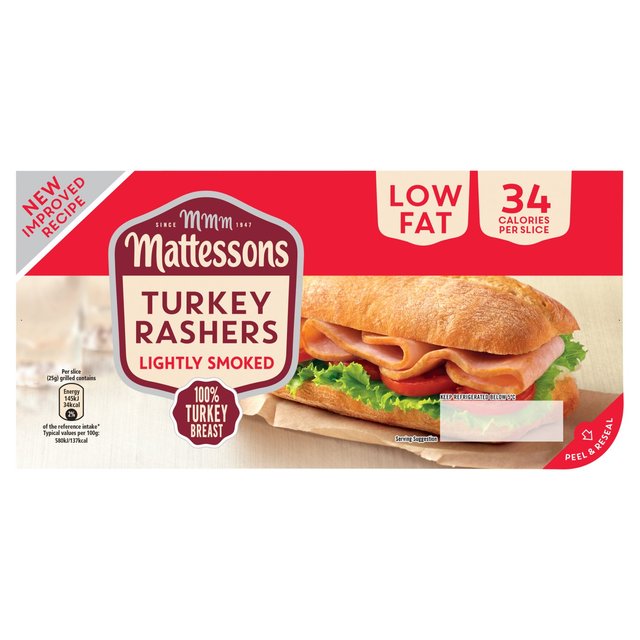 NEW
IMPROVED
RECIPE
mmm
SINCE 1947
Mattessons
TURKEY
RASHERS
LIGHTLY SMOKED
100%
TURKEY
BREAST
LOW
FAT
34
CALORIES
PER SLICE
Per slice
(25g) grilled contains
Energy
145kJ
34kcal
2%
of the reference intake*
Typical values per 100g:
580kJ/137kcal
KEEP REFRIGERATED BELOW 5°C
Serving Suggestion
PEEL & RESEAL